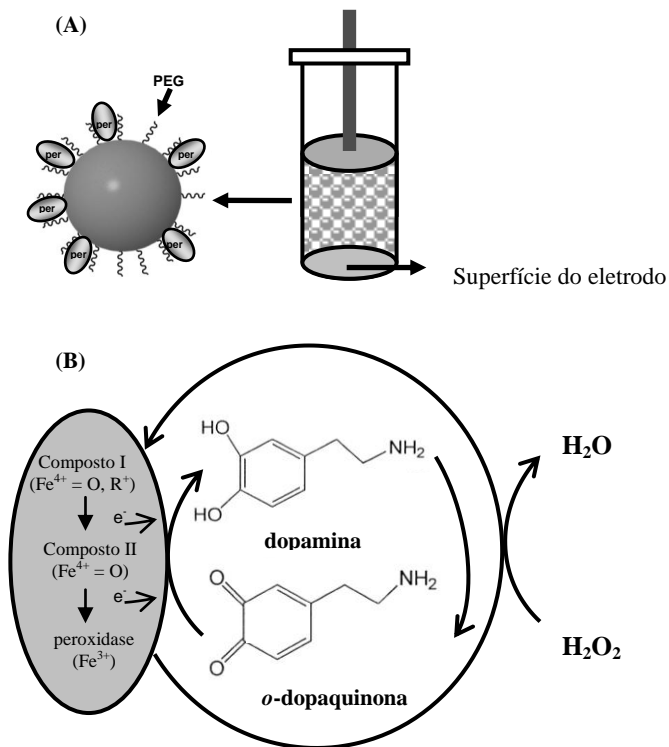 (A)
PEG
per
per
per
per
per
per
Superfície do eletrodo
(B)
Composto I
(Fe⁴⁺ = O, R⁺)
e⁻
Composto II
(Fe⁴⁺ = O)
e⁻
peroxidase
(Fe³⁺)
HO
HO
NH₂
dopamina
O
O
NH₂
o-dopaquinona
H₂O
H₂O₂